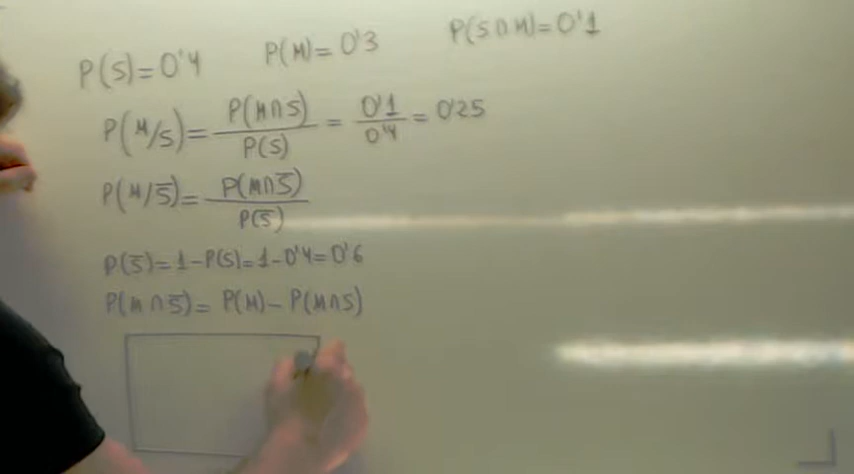 P(S)=0'4 P(M)=0'3 P(S∩M)=0'1
P(M/S)= P(M∩S)/P(S) = 0'1/0'4 = 0'25
P(M/S̅)= P(M∩S̅)/P(S̅)
P(S̅)=1-P(S)=1-0'4=0'6
P(M∩S̅)= P(M)-P(M∩S)